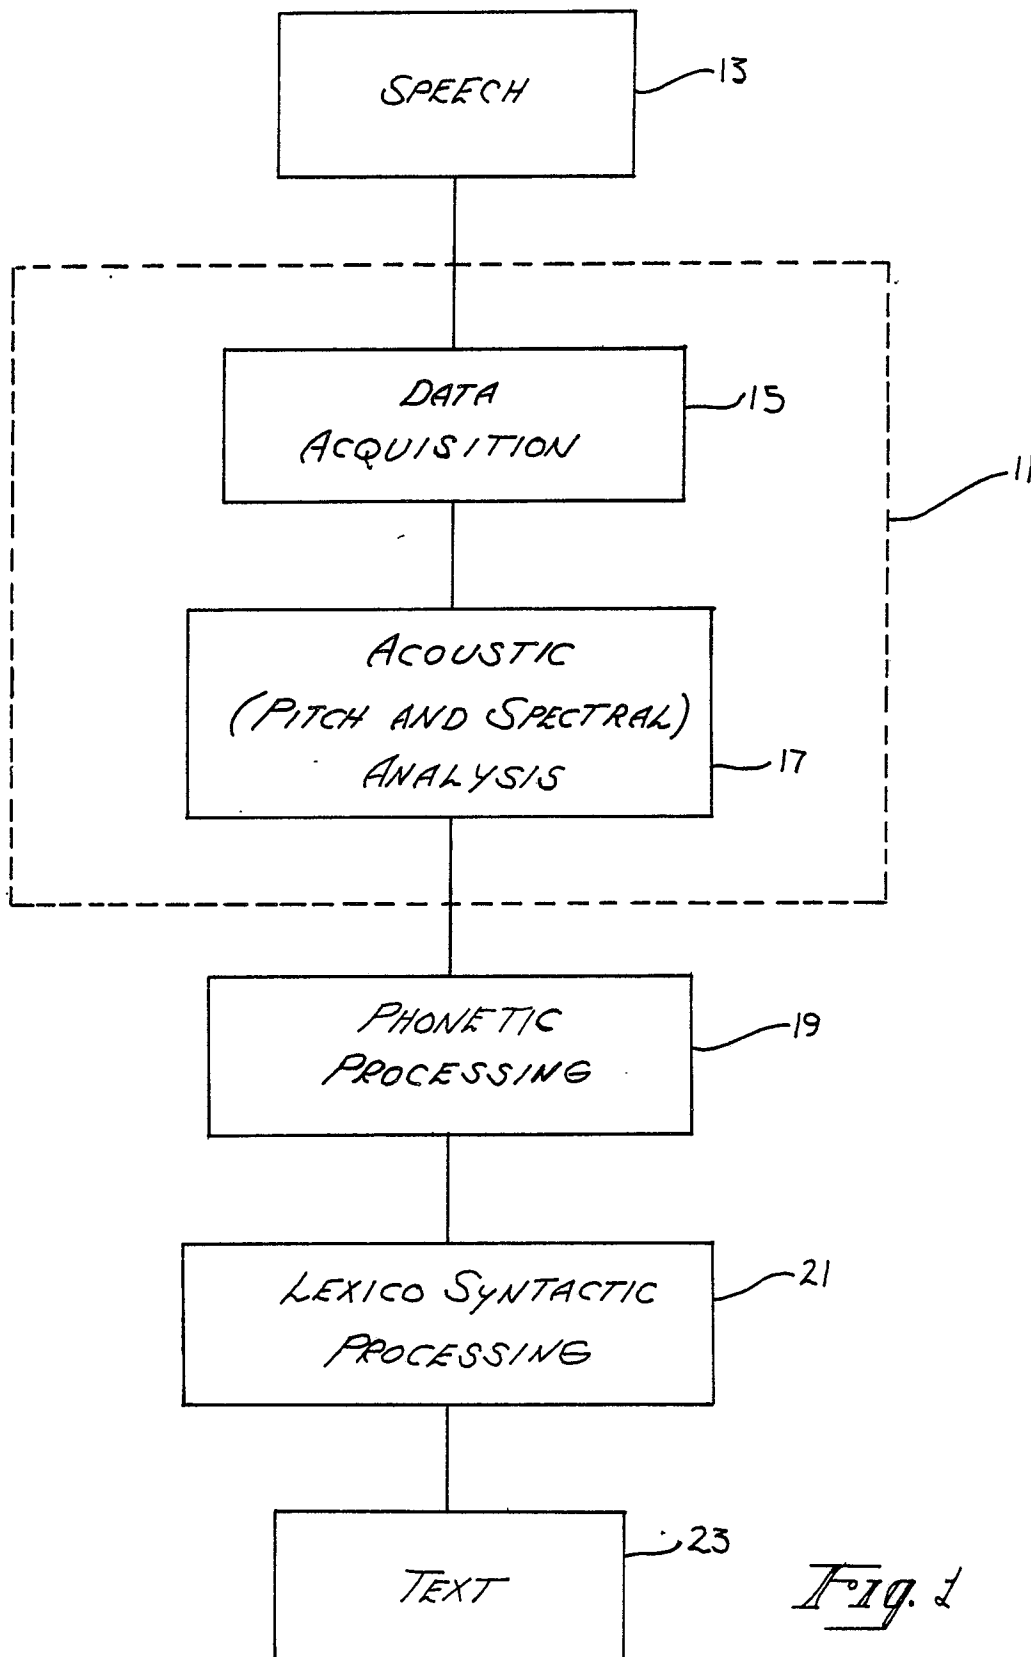 SPEECH
13
DATA
ACQUISITION
15
11
ACOUSTIC
(PITCH AND SPECTRAL)
ANALYSIS
17
PHONETIC
PROCESSING
19
LEXICO SYNTACTIC
PROCESSING
21
TEXT
23
Fig. 1